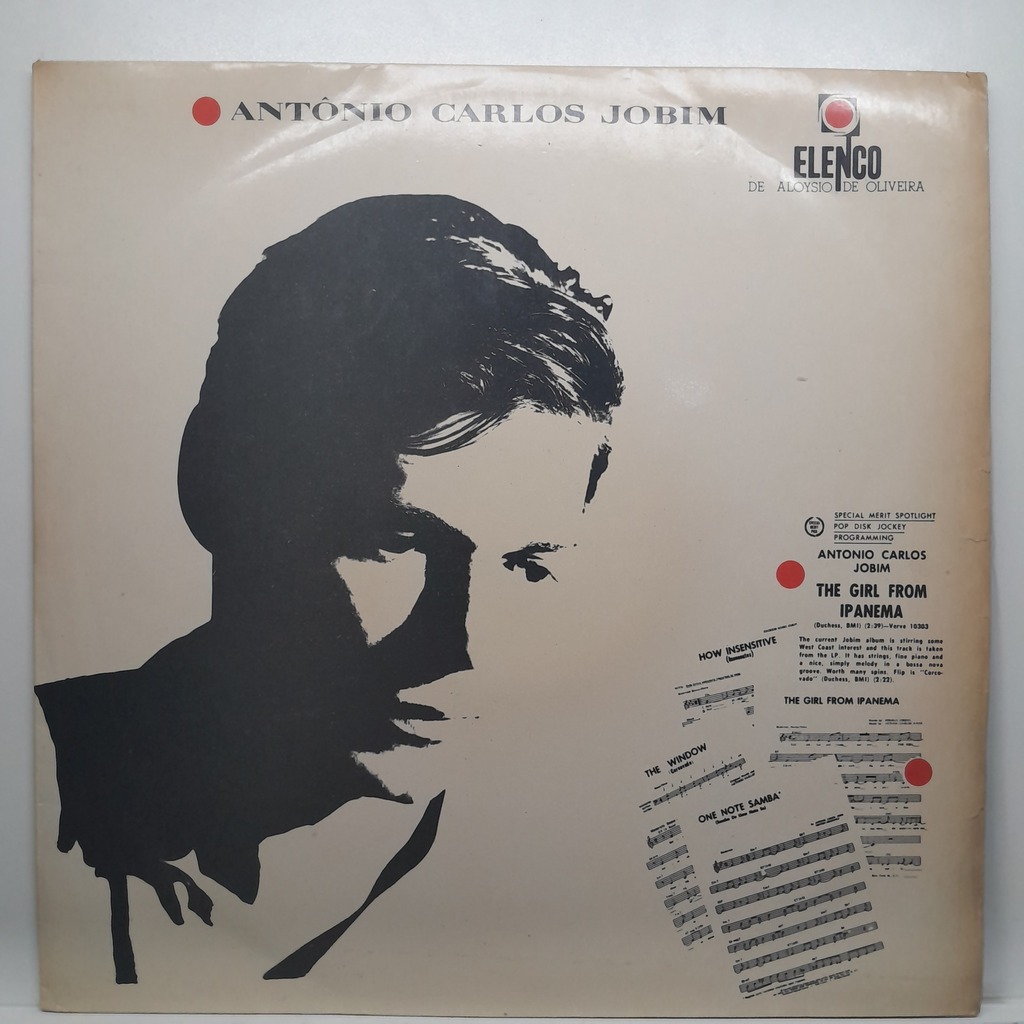 ANTÔNIO CARLOS JOBIM
ELENCO
DE ALOYSIO DE OLIVEIRA
SPECIAL MERIT SPOTLIGHT
POP DISK JOCKEY
PROGRAMMING
ANTONIO CARLOS
JOBIM
THE GIRL FROM
IPANEMA
(Duchess, BMI) (2:39)—Verve 10303
The current Jobim album is stirring some
West Coast interest and this track is taken
from the LP. It has strings, fine piano and
a nice, simply melody in a bossa nova
groove. Worth many spins. Flip is "Corco-
vado" (Duchess, BMI) (2:22).
HOW INSENSITIVE
(Insensatez)
THE GIRL FROM IPANEMA
THE WINDOW
(Corcovado)
ONE NOTE SAMBA